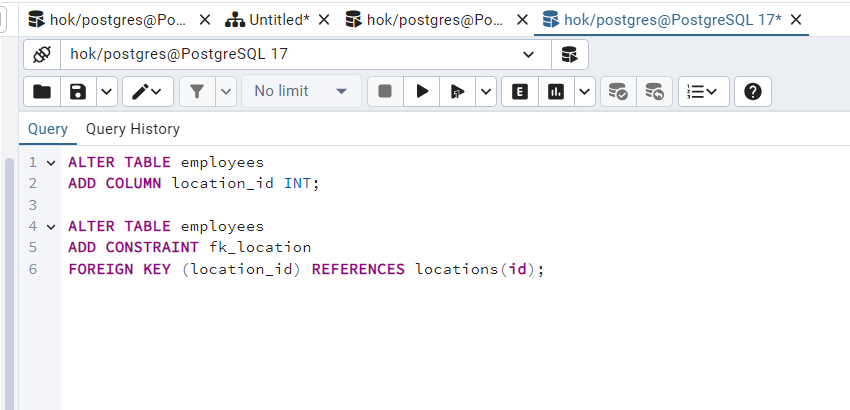 hok/postgres@Po... Untitled* hok/postgres@Po... hok/postgres@PostgreSQL 17*
hok/postgres@PostgreSQL 17
No limit E
Query Query History
1 ALTER TABLE employees
2 ADD COLUMN location_id INT;
3
4 ALTER TABLE employees
5 ADD CONSTRAINT fk_location
6 FOREIGN KEY (location_id) REFERENCES locations(id);